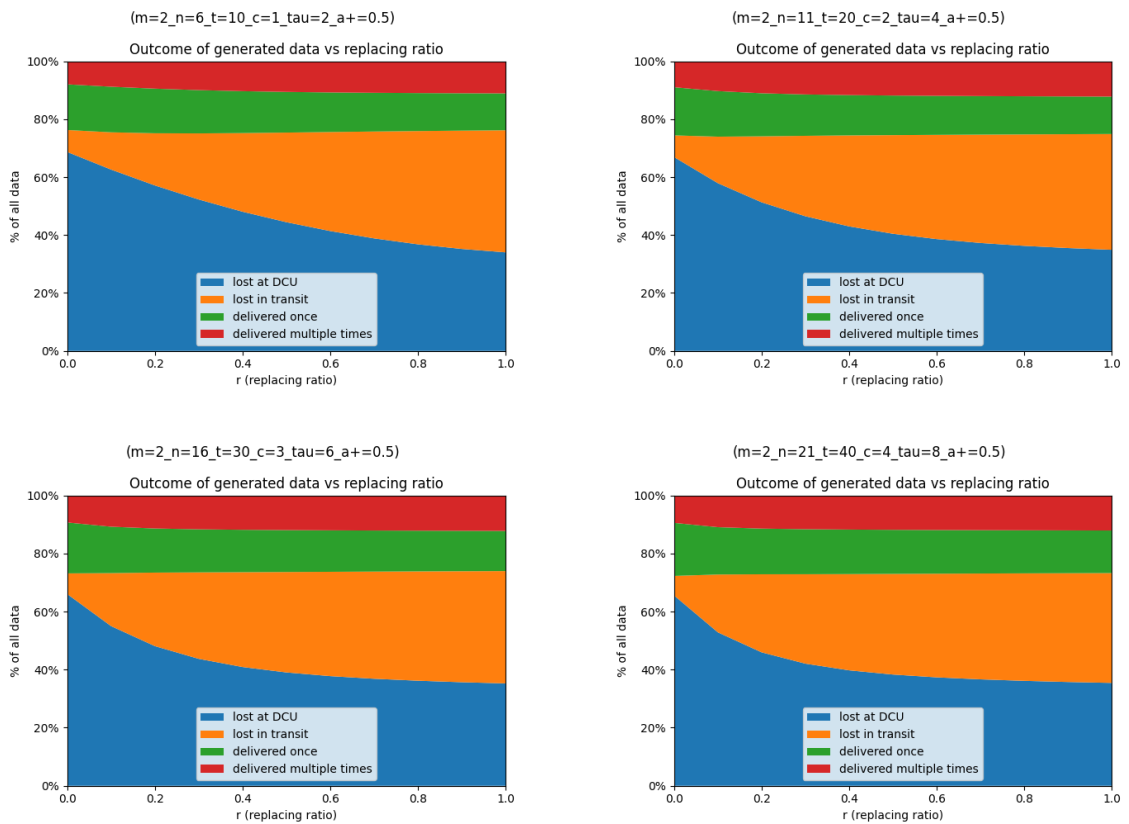 (m=2_n=6_t=10_c=1_tau=2_a+=0.5)
Outcome of generated data vs replacing ratio
100%
80%
60%
40%
20%
0%
% of all data
lost at DCU
lost in transit
delivered once
delivered multiple times
0.0 0.2 0.4 0.6 0.8 1.0
r (replacing ratio)
(m=2_n=11_t=20_c=2_tau=4_a+=0.5)
Outcome of generated data vs replacing ratio
100%
80%
60%
40%
20%
0%
% of all data
lost at DCU
lost in transit
delivered once
delivered multiple times
0.0 0.2 0.4 0.6 0.8 1.0
r (replacing ratio)
(m=2_n=16_t=30_c=3_tau=6_a+=0.5)
Outcome of generated data vs replacing ratio
100%
80%
60%
40%
20%
0%
% of all data
lost at DCU
lost in transit
delivered once
delivered multiple times
0.0 0.2 0.4 0.6 0.8 1.0
r (replacing ratio)
(m=2_n=21_t=40_c=4_tau=8_a+=0.5)
Outcome of generated data vs replacing ratio
100%
80%
60%
40%
20%
0%
% of all data
lost at DCU
lost in transit
delivered once
delivered multiple times
0.0 0.2 0.4 0.6 0.8 1.0
r (replacing ratio)